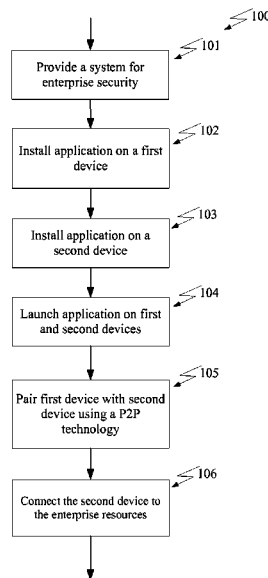 100
101
Provide a system for
enterprise security
102
Install application on a first
device
103
Install application on a
second device
104
Launch application on first
and second devices
105
Pair first device with second
device using a P2P
technology
106
Connect the second device to
the enterprise resources